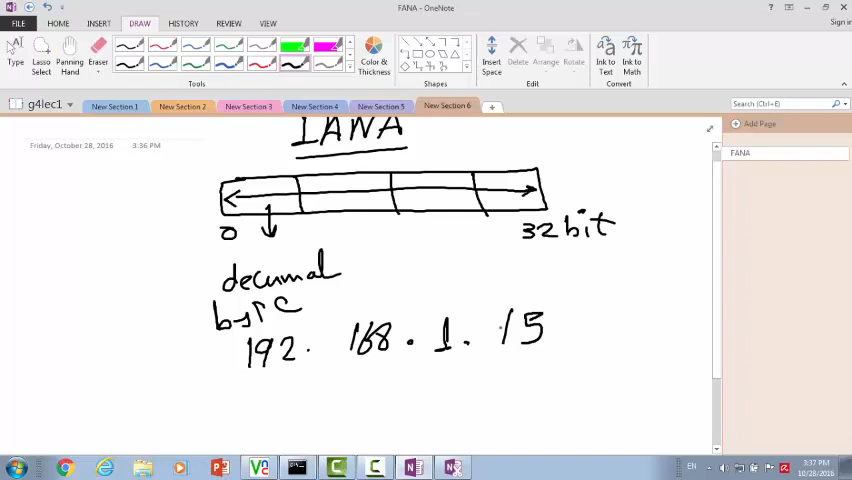 FANA - OneNote
FILE HOME INSERT DRAW HISTORY REVIEW VIEW
Sign in
Type Lasso Select Panning Hand Eraser Color & Thickness Insert Space Delete Arrange Rotate Ink to Text Ink to Math
Tools Shapes Edit Convert
g4lec1 New Section 1 New Section 2 New Section 3 New Section 4 New Section 5 New Section 6 Search (Ctrl+E)
Add Page
FANA
IANA
Friday, October 28, 2016 3:36 PM
0 32 bit
decimal
192. 168. 1. 15
EN 3:37 PM
10/28/2016